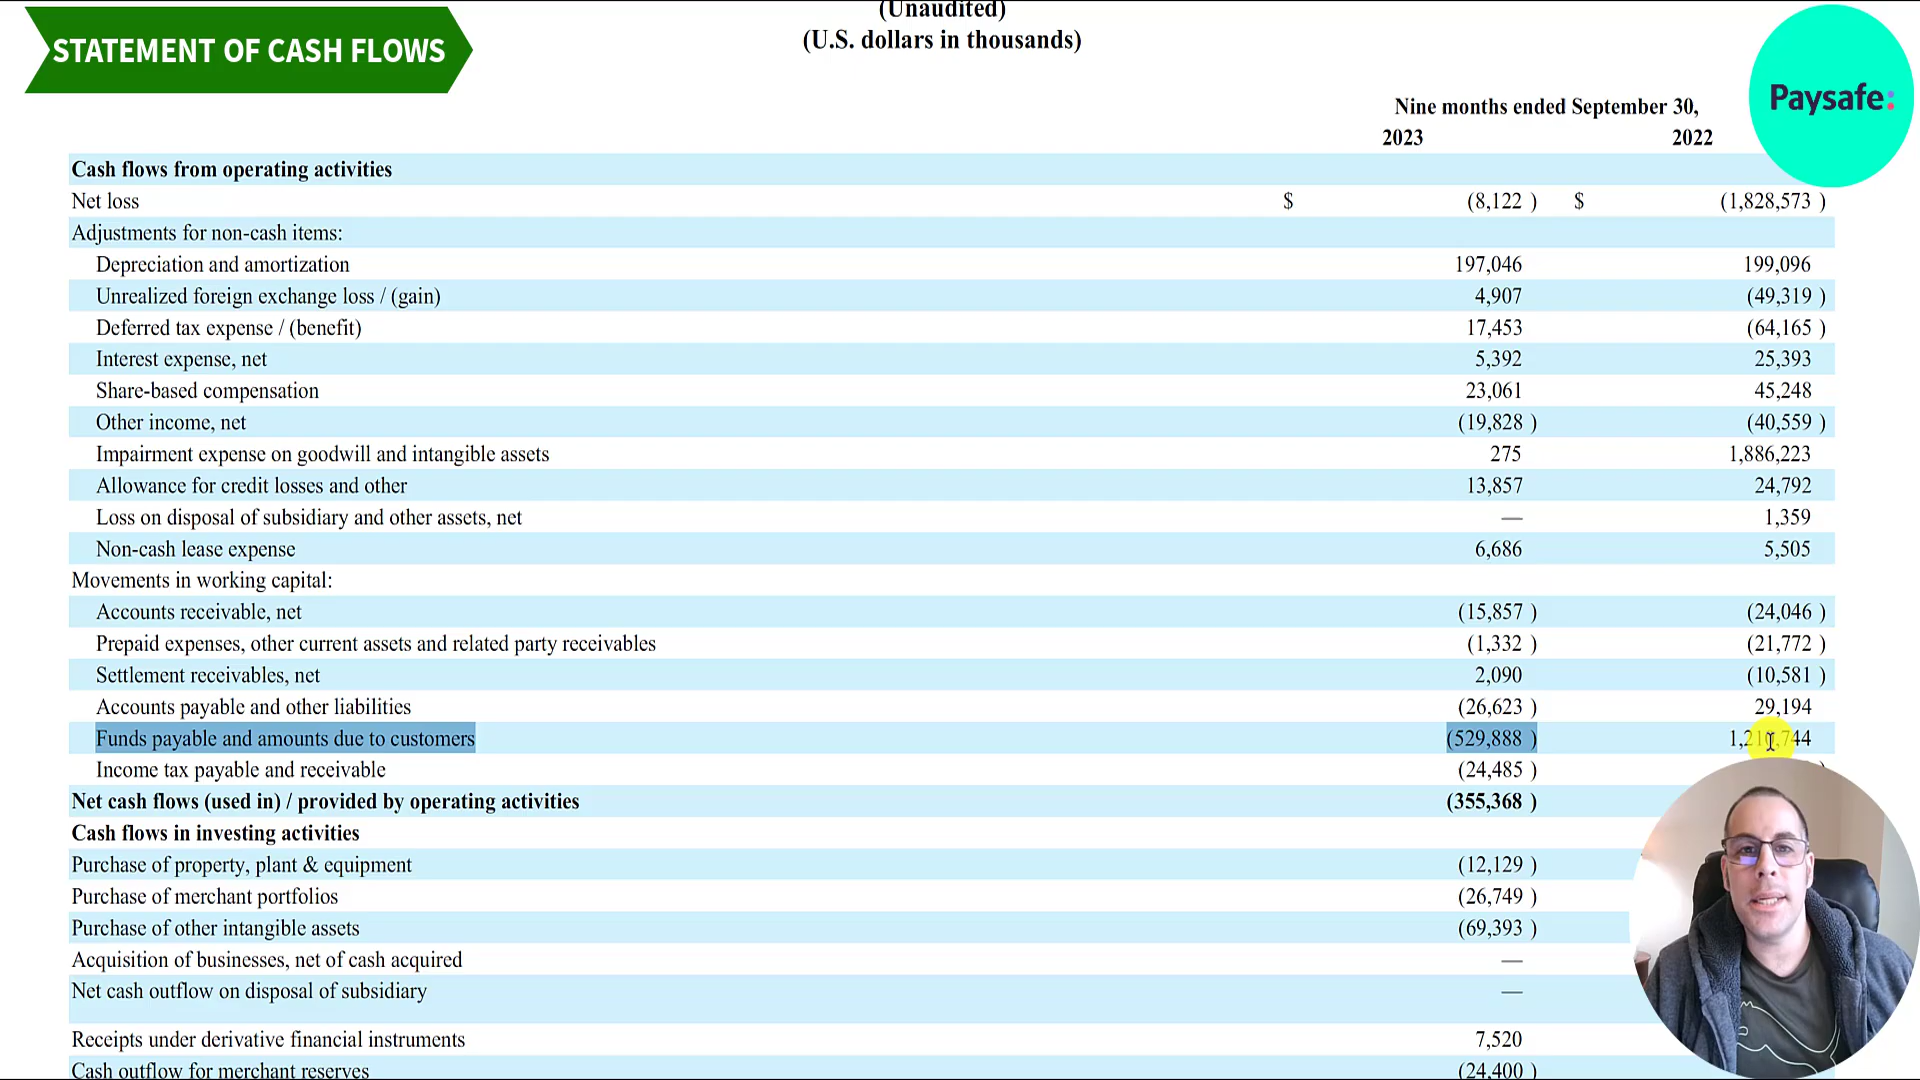 (Unaudited)
STATEMENT OF CASH FLOWS
(U.S. dollars in thousands)
Paysafe:
Nine months ended September 30,
2023 2022
Cash flows from operating activities
Net loss $ (8,122 ) $ (1,828,573 )
Adjustments for non-cash items:
Depreciation and amortization 197,046 199,096
Unrealized foreign exchange loss / (gain) 4,907 (49,319 )
Deferred tax expense / (benefit) 17,453 (64,165 )
Interest expense, net 5,392 25,393
Share-based compensation 23,061 45,248
Other income, net (19,828 ) (40,559 )
Impairment expense on goodwill and intangible assets 275 1,886,223
Allowance for credit losses and other 13,857 24,792
Loss on disposal of subsidiary and other assets, net — 1,359
Non-cash lease expense 6,686 5,505
Movements in working capital:
Accounts receivable, net (15,857 ) (24,046 )
Prepaid expenses, other current assets and related party receivables (1,332 ) (21,772 )
Settlement receivables, net 2,090 (10,581 )
Accounts payable and other liabilities (26,623 ) 29,194
Funds payable and amounts due to customers (529,888 )
Income tax payable and receivable (24,485 )
Net cash flows (used in) / provided by operating activities (355,368 )
Cash flows in investing activities
Purchase of property, plant & equipment (12,129 )
Purchase of merchant portfolios (26,749 )
Purchase of other intangible assets (69,393 )
Acquisition of businesses, net of cash acquired —
Net cash outflow on disposal of subsidiary —
Receipts under derivative financial instruments 7,520
Cash outflow for merchant reserves (24,400 )